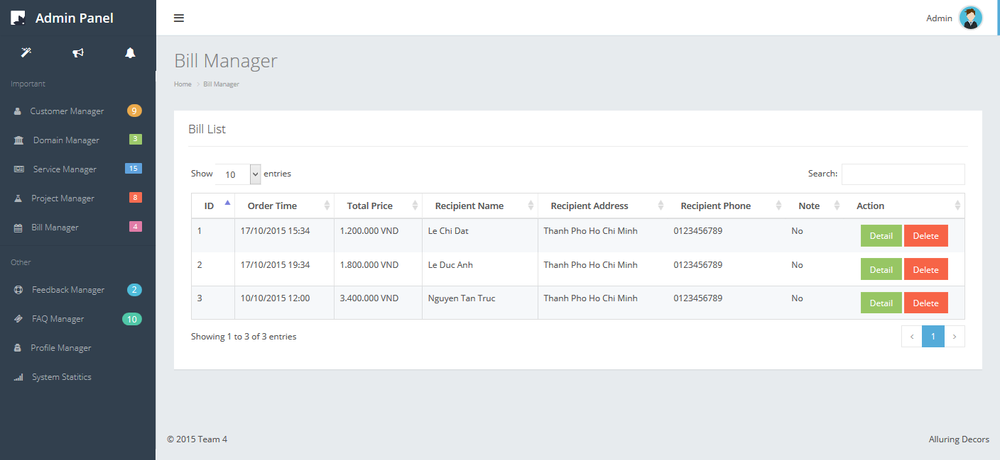 Admin Panel
Admin
Important
Customer Manager 9
Domain Manager 3
Service Manager 15
Project Manager 8
Bill Manager 4
Other
Feedback Manager 2
FAQ Manager 10
Profile Manager
System Statitics
Bill Manager
Home > Bill Manager
Bill List
Show 10 entries
Search:
ID Order Time Total Price Recipient Name Recipient Address Recipient Phone Note Action
1 17/10/2015 15:34 1.200.000 VND Le Chi Dat Thanh Pho Ho Chi Minh 0123456789 No Detail Delete
2 17/10/2015 19:34 1.800.000 VND Le Duc Anh Thanh Pho Ho Chi Minh 0123456789 No Detail Delete
3 10/10/2015 12:00 3.400.000 VND Nguyen Tan Truc Thanh Pho Ho Chi Minh 0123456789 No Detail Delete
Showing 1 to 3 of 3 entries
< 1 >
© 2015 Team 4
Alluring Decors